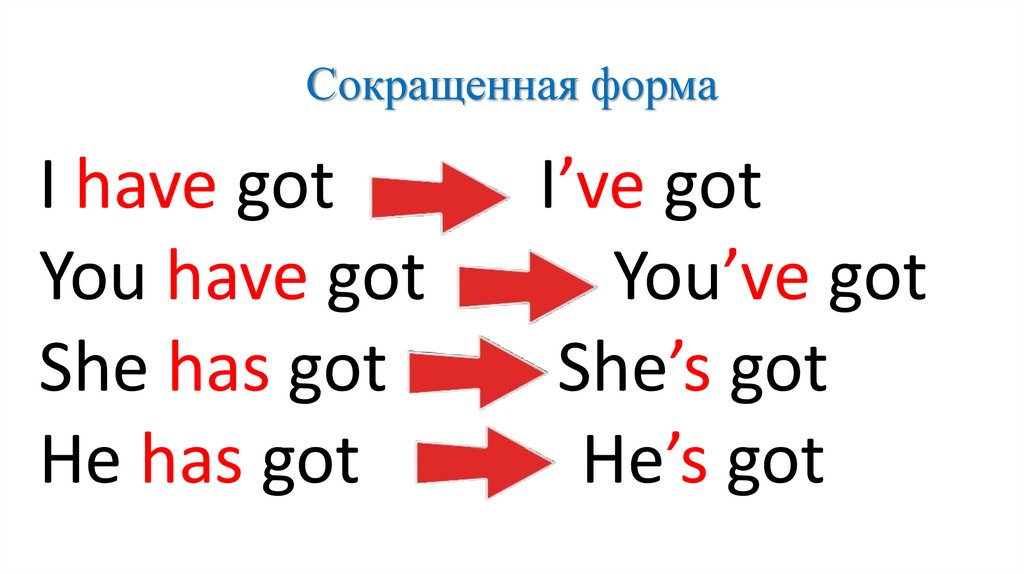 Сокращенная форма
I have got I’ve got
You have got You’ve got
She has got She’s got
He has got He’s got